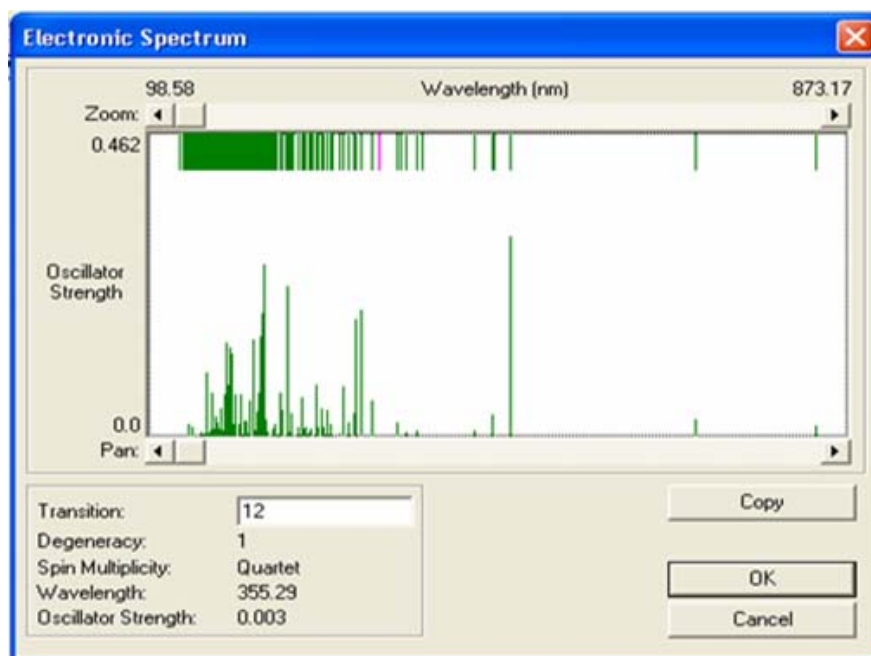 Electronic Spectrum
98.58 Wavelength (nm) 873.17
Zoom:
0.462
Oscillator
Strength
0.0
Pan:
Transition: 12
Degeneracy: 1
Spin Multiplicity: Quartet
Wavelength: 355.29
Oscillator Strength: 0.003
Copy
OK
Cancel